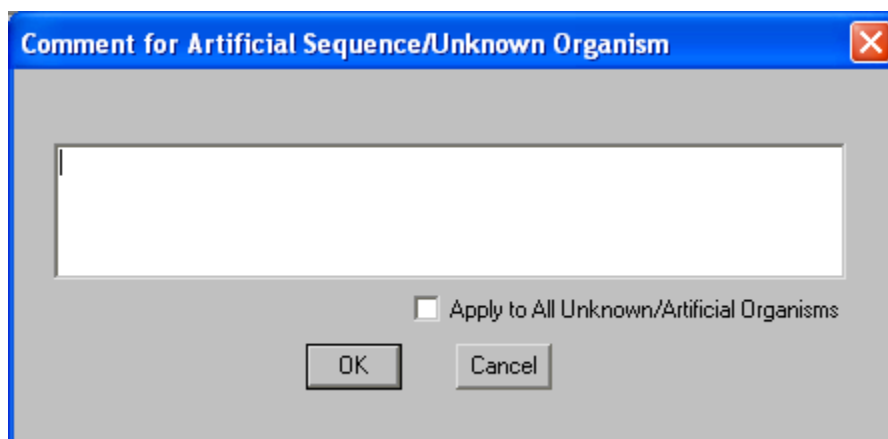 Comment for Artificial Sequence/Unknown Organism
Apply to All Unknown/Artificial Organisms
OK
Cancel